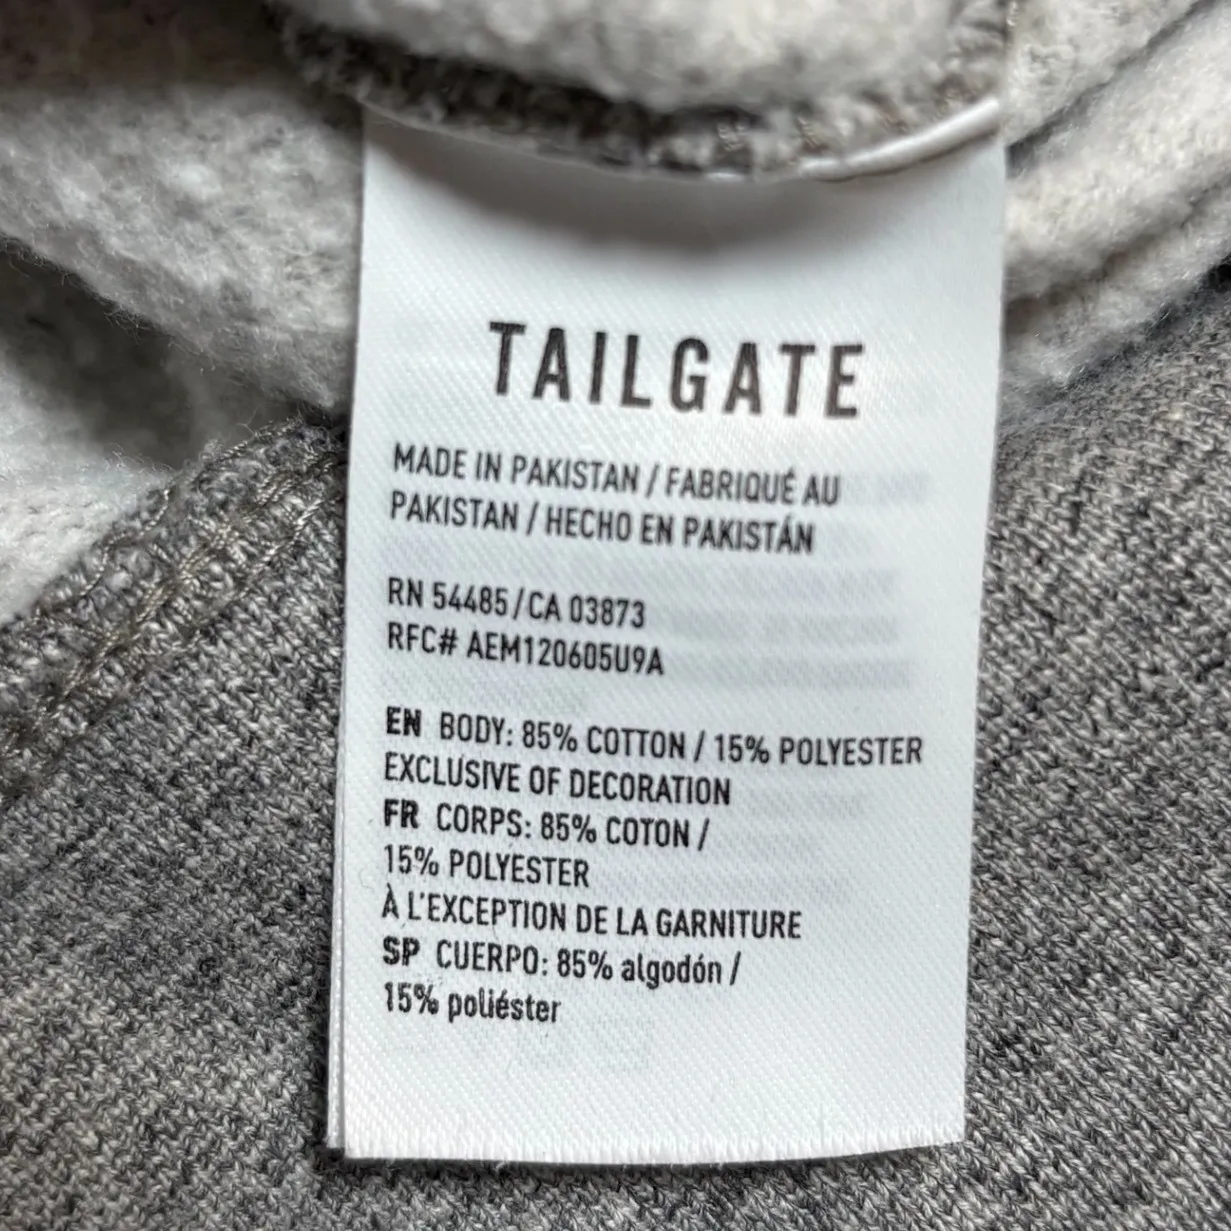 TAILGATE
MADE IN PAKISTAN / FABRIQUÉ AU
PAKISTAN / HECHO EN PAKISTÁN
RN 54485/CA 03873
RFC# AEM120605U9A
EN BODY: 85% COTTON / 15% POLYESTER
EXCLUSIVE OF DECORATION
FR CORPS: 85% COTON /
15% POLYESTER
À L'EXCEPTION DE LA GARNITURE
SP CUERPO: 85% algodón /
15% poliéster